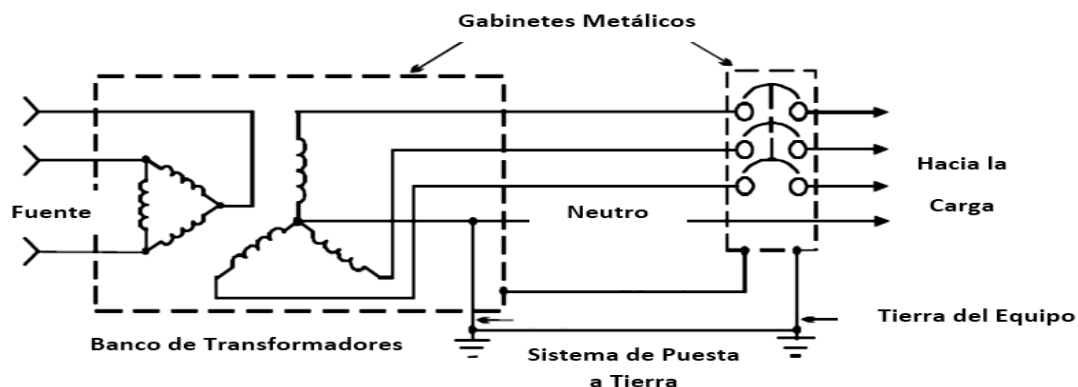 Gabinetes Metálicos
Fuente
Neutro
Hacia la
Carga
Banco de Transformadores
Sistema de Puesta
a Tierra
Tierra del Equipo